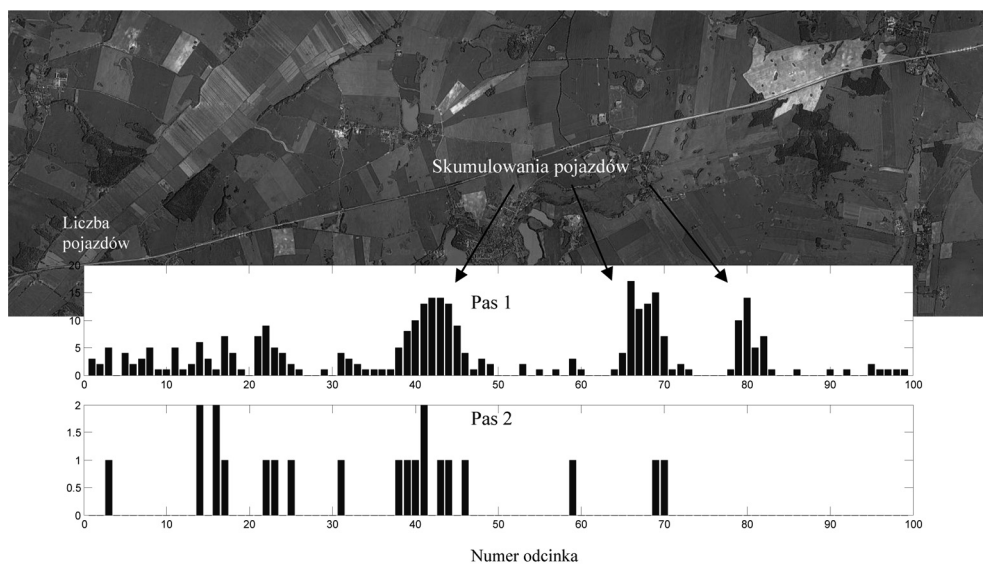 Skumulowania pojazdów
Liczba
pojazdów
20
15
10
5
0
Pas 1
0 10 20 30 40 50 60 70 80 90 100
2
1.5
1
0.5
0
Pas 2
0 10 20 30 40 50 60 70 80 90 100
Numer odcinka